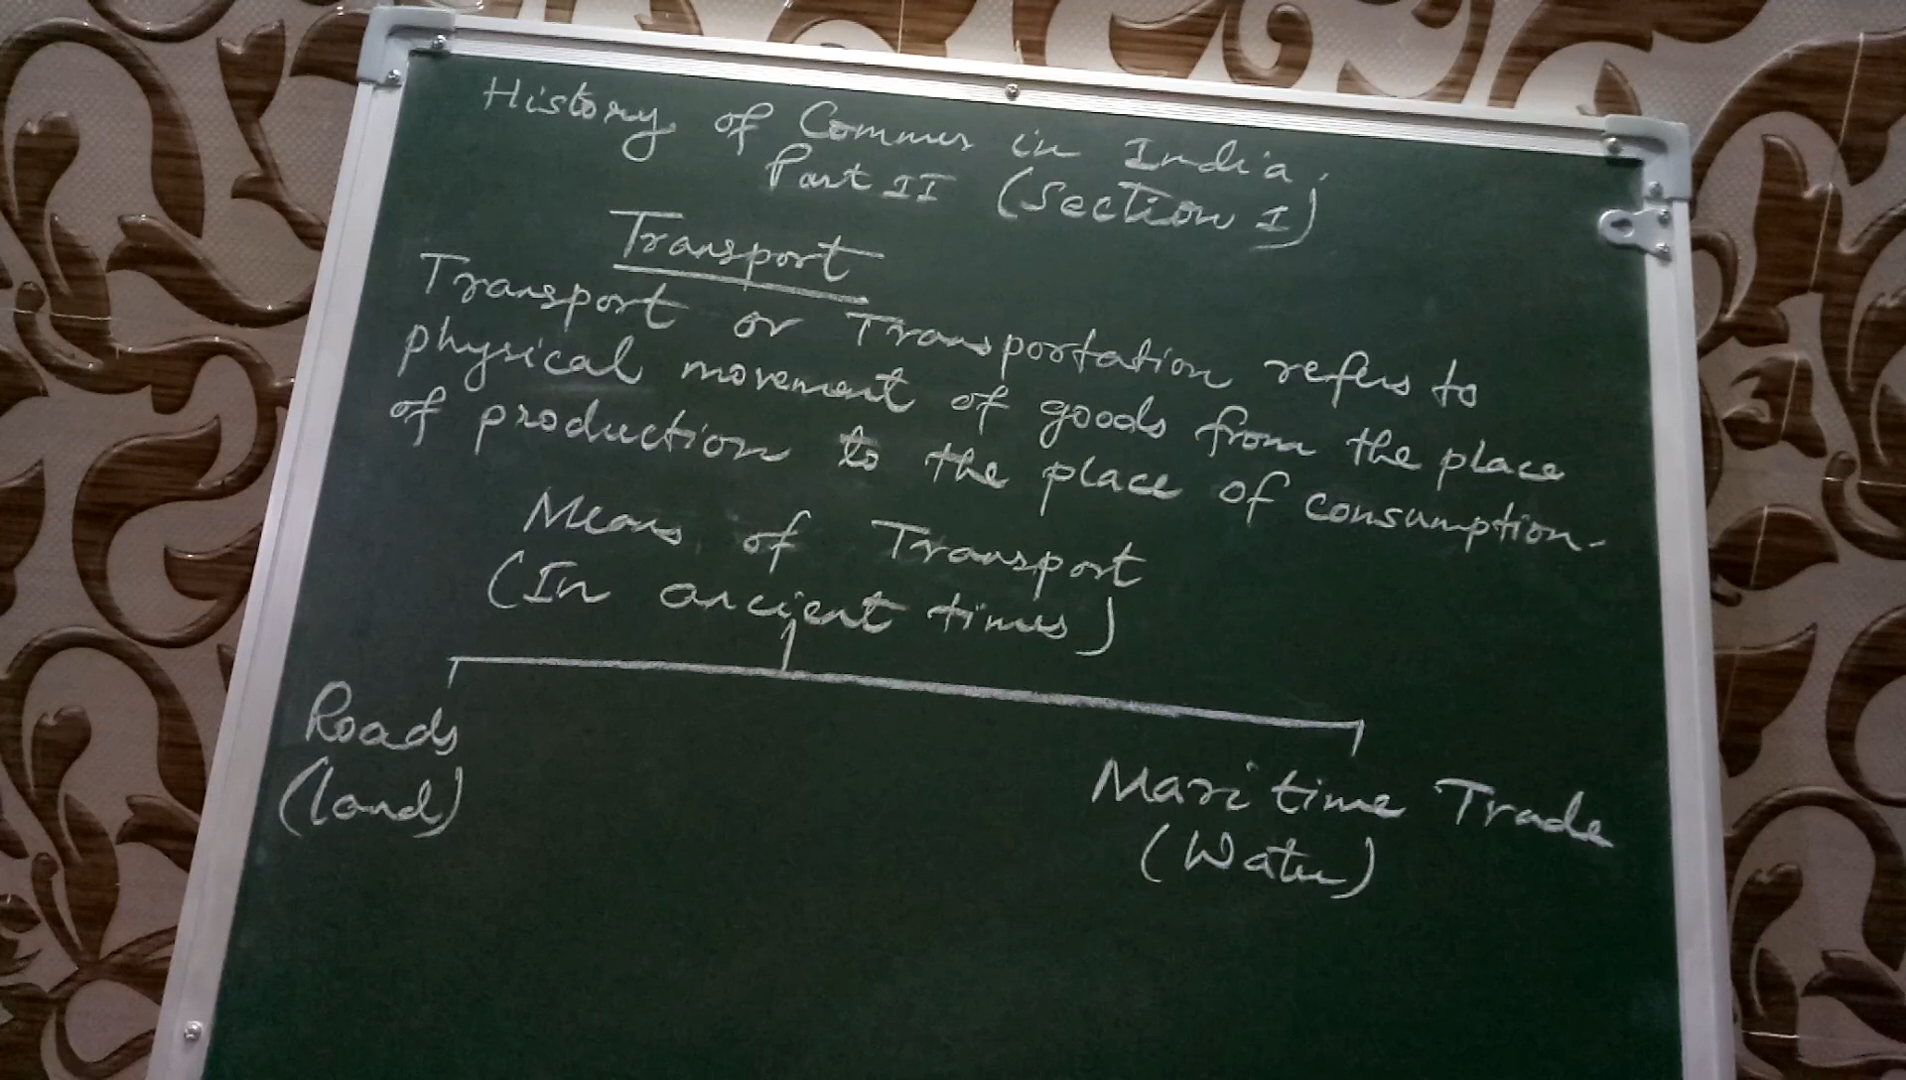 History of Commer in India.
Part II (Section I)
Transport
Transport or Transportation refers to
physical movement of goods from the place
of production to the place of consumption.
Means of Transport
(In ancient times)
Roads
(land)
Maritime Trade
(Water)